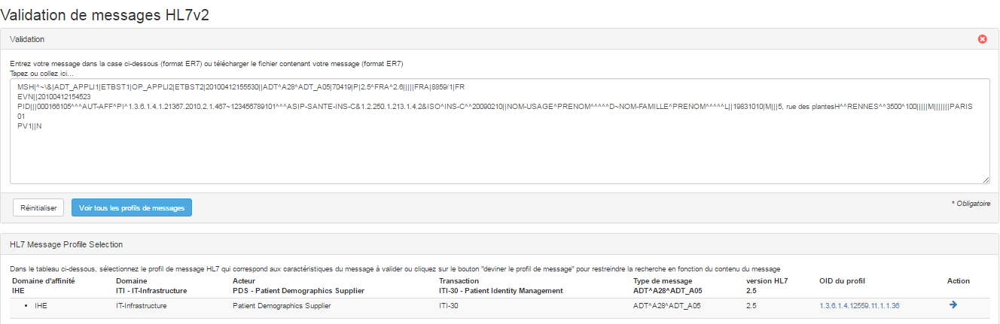 Validation de messages HL7v2
Validation
Entrez votre message dans la case ci-dessous (format ER7) ou télécharger le fichier contenant votre message (format ER7)
Tapez ou collez ici...
MSH|^~\&|ADT_APPLI1|ETBST1|OP_APPLI2|ETBST2|20100412155530||ADT^A28^ADT_A05|70419|P|2.5^FRA^2.6|||||FRA|8859/1|FR
EVN||20100412154523
PID|||000166105^^^AUT-AFF^PI^1.3.6.1.4.1.21367.2010.2.1.467~123456789101^^^ASIP-SANTE-INS-C&1.2.250.1.213.1.4.2&ISO^INS-C^^20090210||NOM-USAGE^PRENOM^^^^^D~NOM-FAMILLE^PRENOM^^^^^L||19831010|M|||5, rue des plantesH^^RENNES^^3500^100|||||M|||||||PARIS
01
PV1||N
Réinitialiser Voir tous les profils de messages * Obligatoire
HL7 Message Profile Selection
Dans le tableau ci-dessous, sélectionnez le profil de message HL7 qui correspond aux caractéristiques du message à valider ou cliquez sur le bouton "deviner le profil de message" pour restreindre la recherche en fonction du contenu du message
Domaine d'affinité Domaine Acteur Transaction Type de message version HL7 OID du profil Action
IHE ITI - IT-Infrastructure PDS - Patient Demographics Supplier ITI-30 - Patient Identity Management ADT^A28^ADT_A05 2.5
• IHE IT-Infrastructure Patient Demographics Supplier ITI-30 ADT^A28^ADT_A05 2.5 1.3.6.1.4.12559.11.1.1.36